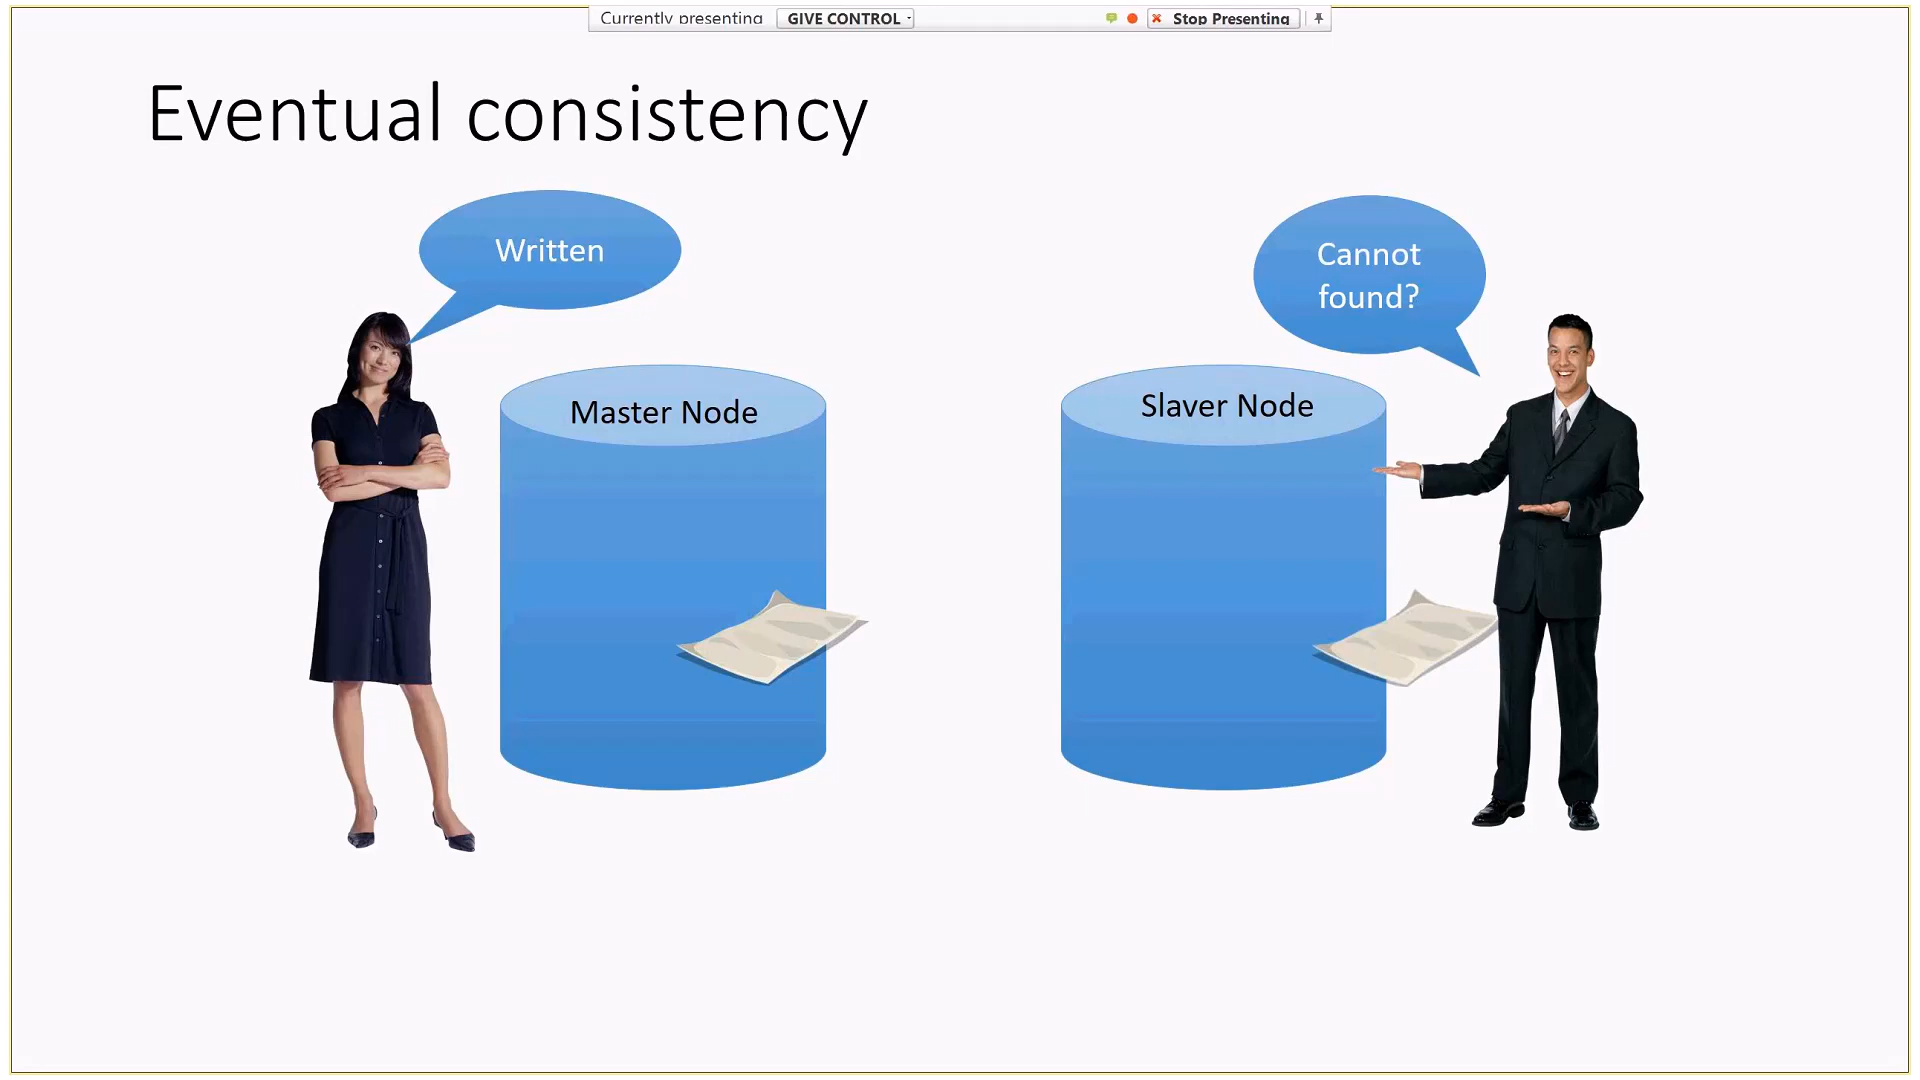 Currently presenting GIVE CONTROL Stop Presenting
Eventual consistency
Written
Cannot
found?
Master Node
Slaver Node